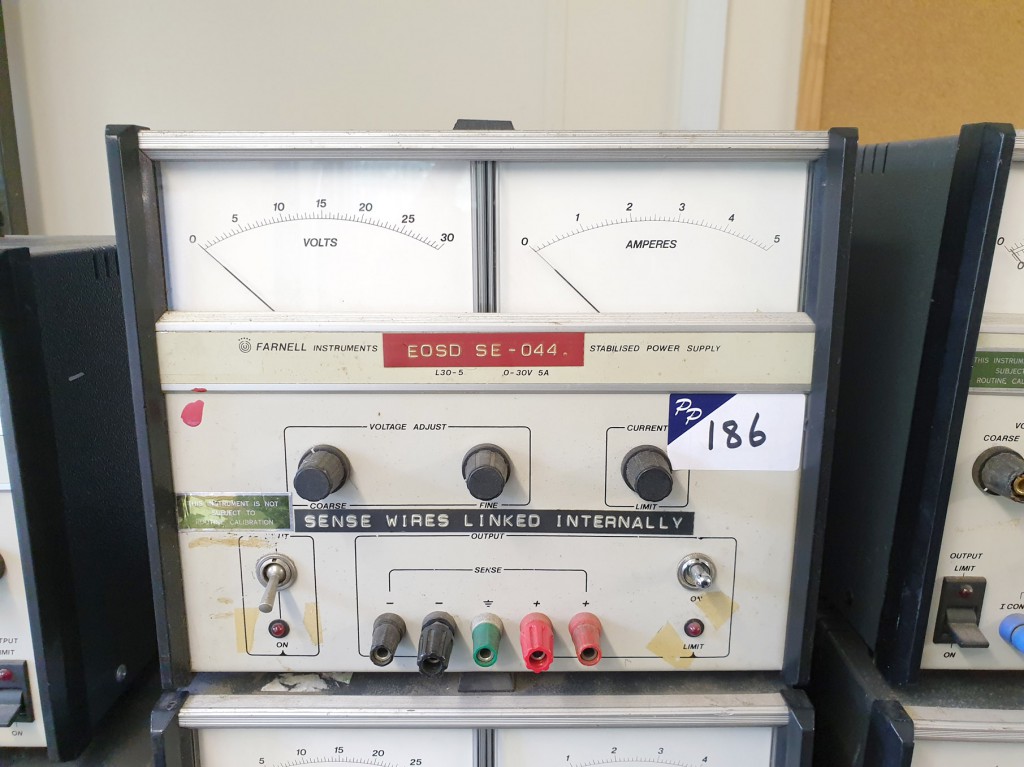 0 5 10 15 20 25 30
VOLTS
0 1 2 3 4 5
AMPERES
FARNELL INSTRUMENTS
EOSD SE-044.
STABILISED POWER SUPPLY
L30-5 0-30V 5A
VOLTAGE ADJUST
CURRENT
PP
186
COARSE
FINE
LIMIT
THIS INSTRUMENT IS NOT
SUBJECT TO
ROUTINE CALIBRATION
SENSE WIRES LINKED INTERNALLY
OUTPUT
SENSE
- - + +
ON
ON
LIMIT
COARSE
OUTPUT
LIMIT
ON
ON
5 10 15 20 25
1 2 3 4